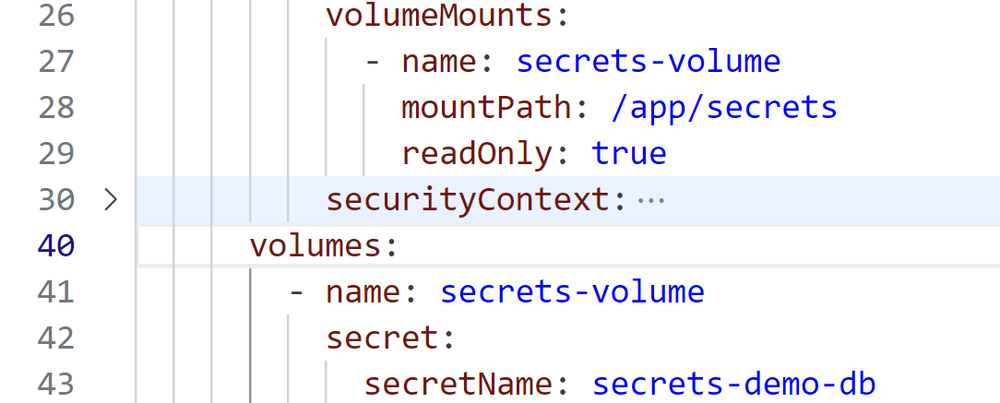 26 volumeMounts:
27 - name: secrets-volume
28 mountPath: /app/secrets
29 readOnly: true
30 securityContext:···
40 volumes:
41 - name: secrets-volume
42 secret:
43 secretName: secrets-demo-db